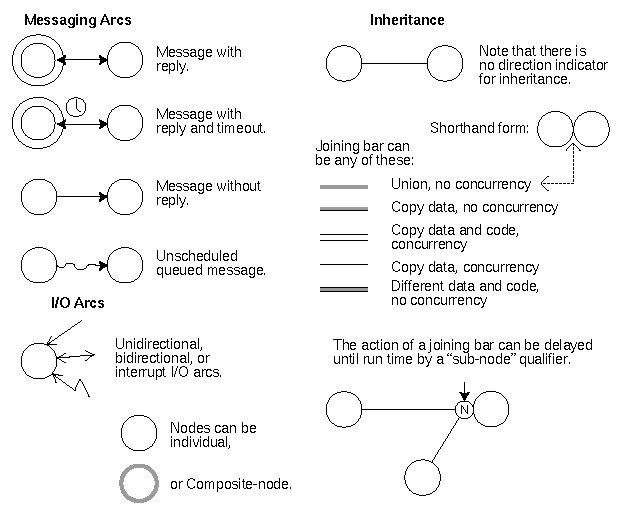 Messaging Arcs
Message with
reply.
Message with
reply and timeout.
Message without
reply.
Unscheduled
queued message.
I/O Arcs
Unidirectional,
bidirectional, or
interrupt I/O arcs.
Nodes can be
individual,
or Composite-node.
Inheritance
Note that there is
no direction indicator
for inheritance.
Shorthand form:
Joining bar can
be any of these:
Union, no concurrency
Copy data, no concurrency
Copy data and code,
concurrency
Copy data, concurrency
Different data and code,
no concurrency
The action of a joining bar can be delayed
until run time by a “sub-node” qualifier.
N